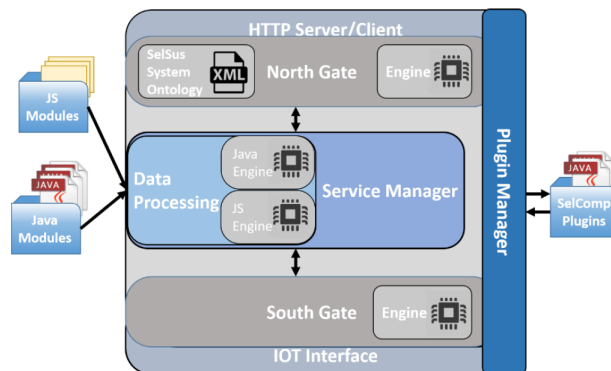 HTTP Server/Client
SelSus
System
Ontology
XML
North Gate
Engine
JS
Modules
JAVA
Java
Modules
Data
Processing
Java
Engine
JS
Engine
Service Manager
Plugin Manager
JAVA
SelComp
Plugins
South Gate
Engine
IOT Interface